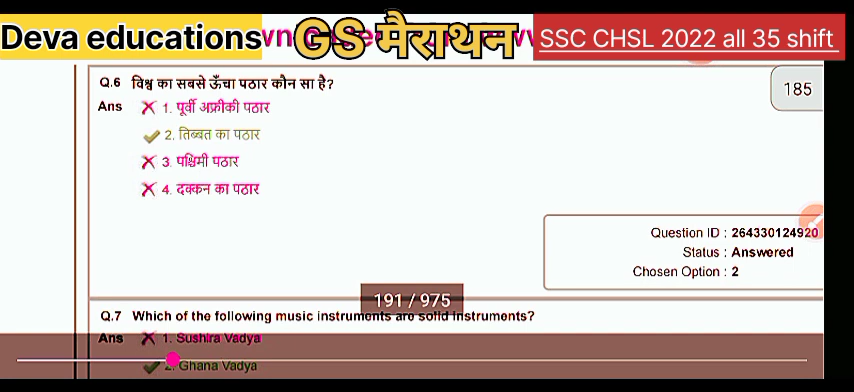 Deva educations
GS मैराथन
SSC CHSL 2022 all 35 shift
185
Q.6 विश्व का सबसे ऊँचा पठार कौन सा है?
Ans 1. पूर्वी अफ्रीकी पठार
2. तिब्बत का पठार
3. पश्चिमी पठार
4. दक्कन का पठार
Question ID : 264330124920
Status : Answered
Chosen Option : 2
191 / 975
Q.7 Which of the following music instruments are solid instruments?
Ans 1. Sushira Vadya
2. Ghana Vadya